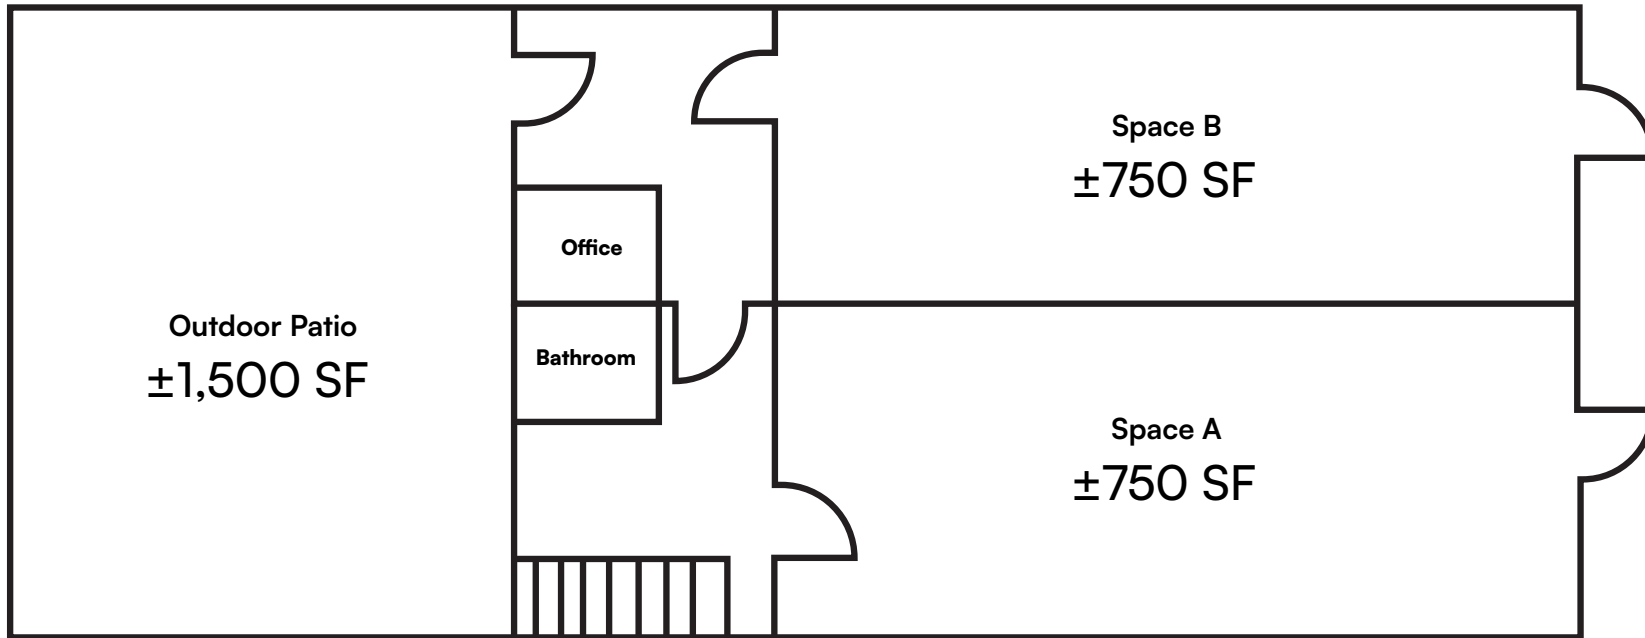 Space B
±750 SF
Office
Outdoor Patio
±1,500 SF
Bathroom
Space A
±750 SF